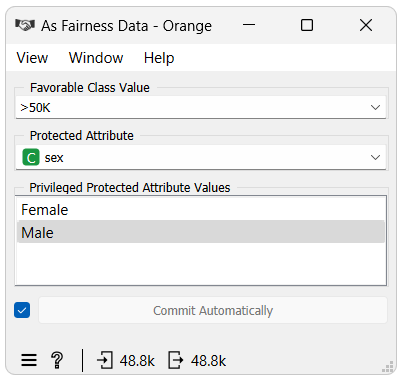 As Fairness Data - Orange
View Window Help
Favorable Class Value
>50K
Protected Attribute
C sex
Privileged Protected Attribute Values
Female
Male
Commit Automatically
? 48.8k 48.8k